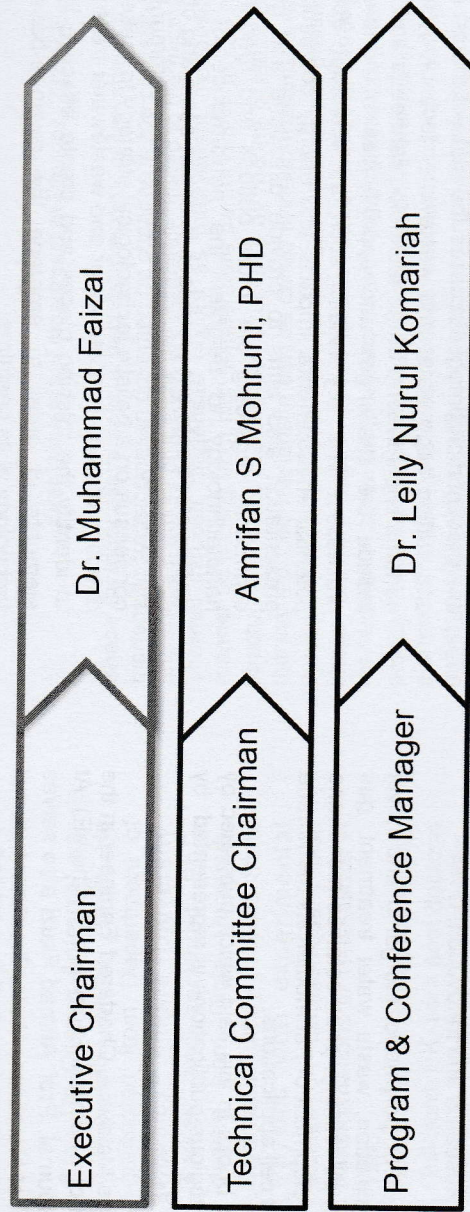 Executive Chairman
Dr. Muhammad Faizal
Technical Committee Chairman
Amrifan S Mohruni, PHD
Program & Conference Manager
Dr. Leily Nurul Komariah